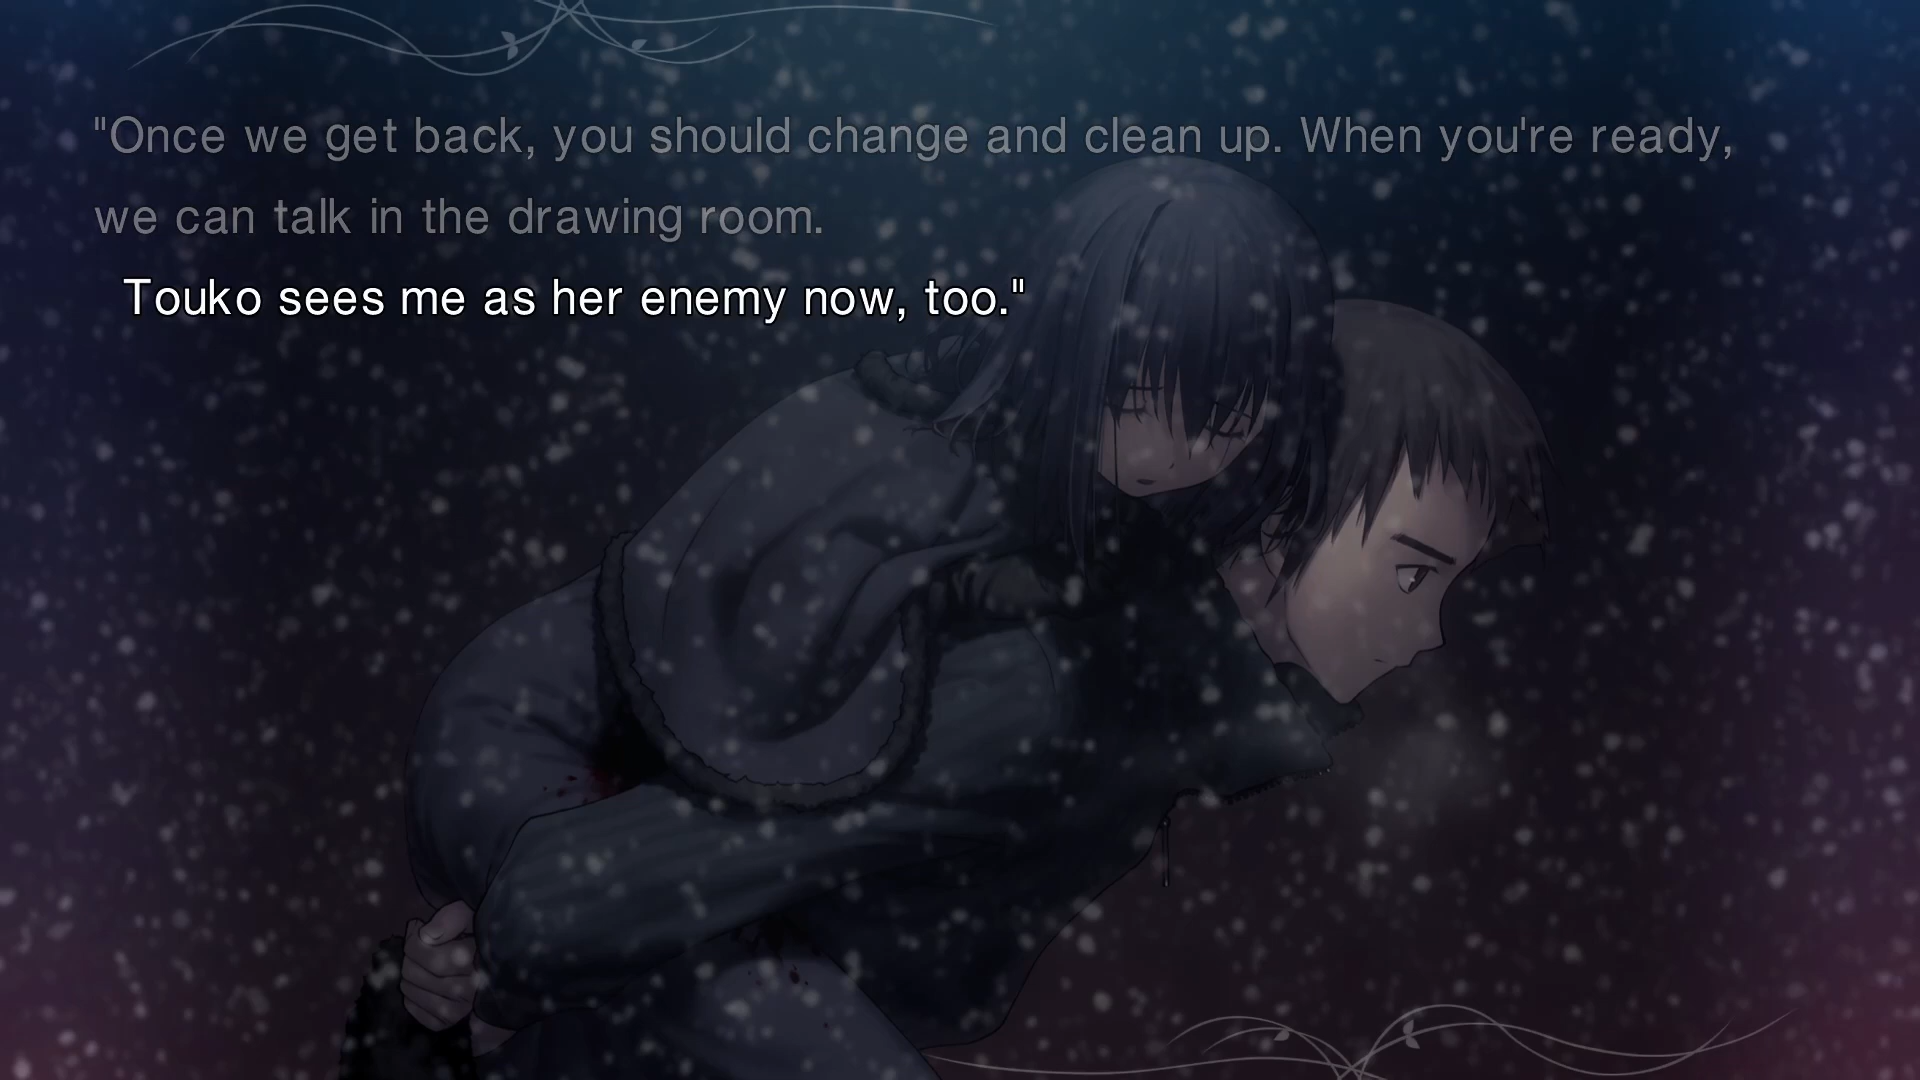 "Once we get back, you should change and clean up. When you're ready,
we can talk in the drawing room.
Touko sees me as her enemy now, too."